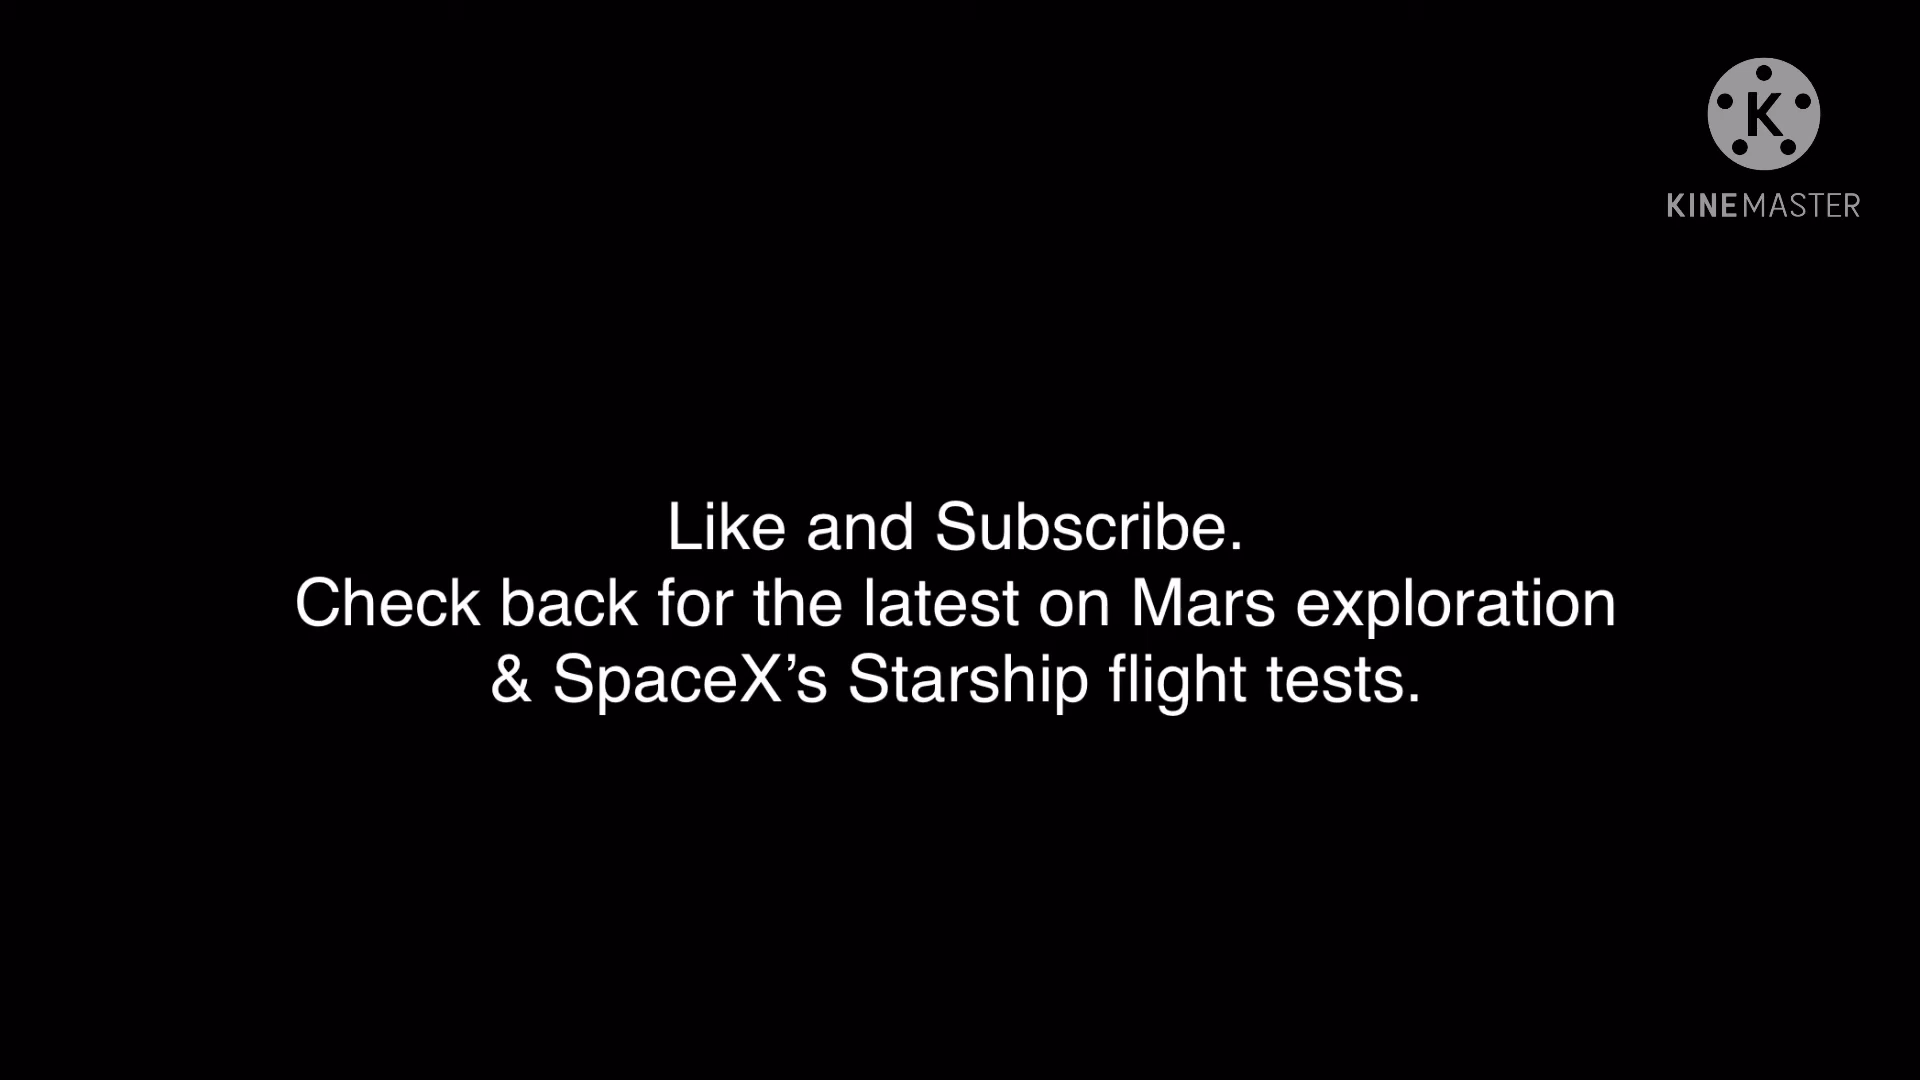 K
KINEMASTER
Like and Subscribe.
Check back for the latest on Mars exploration
& SpaceX’s Starship flight tests.